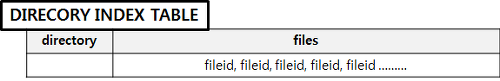 DIRECORY INDEX TABLE
directory files
fileid, fileid, fileid, fileid, fileid .........